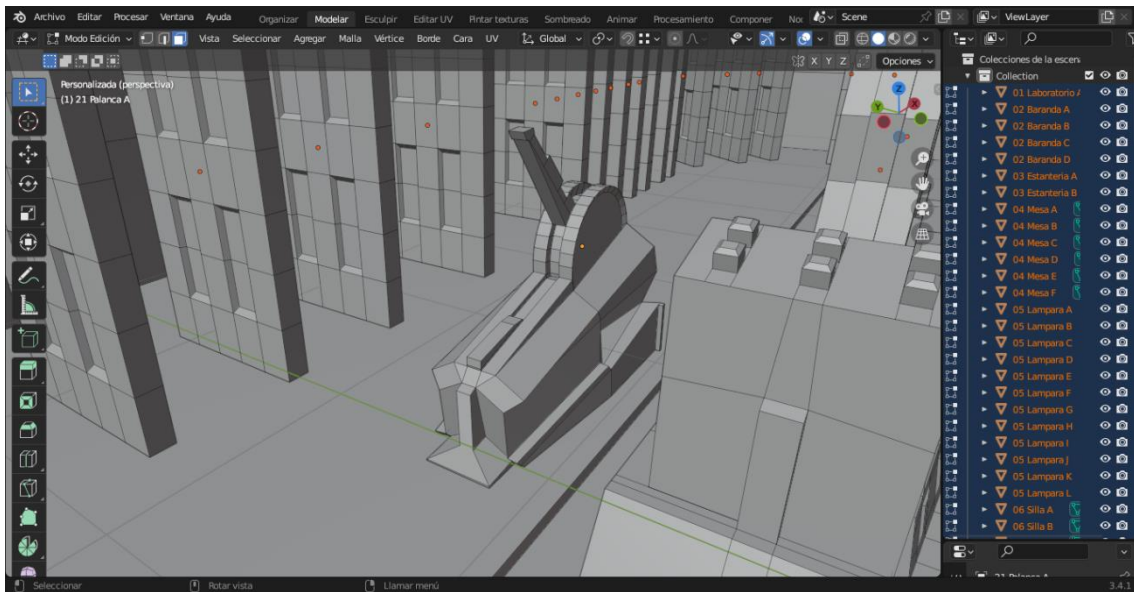 Archivo Editar Procesar Ventana Ayuda Organizar Modelar Esculpir Editar UV Pintar texturas Sombreado Animar Procesamiento Componer Scene ViewLayer
Modo Edición Vista Seleccionar Agregar Malla Vértice Borde Cara UV Global
X Y Z Opciones
Personalizada (perspectiva)
(1) 21 Palanca A
Z
Y
X
Colecciones de la escen
Collection
01 Laboratorio
02 Baranda A
02 Baranda B
02 Baranda C
02 Baranda D
03 Estanteria A
03 Estanteria B
04 Mesa A
04 Mesa B
04 Mesa C
04 Mesa D
04 Mesa E
04 Mesa F
05 Lampara A
05 Lampara B
05 Lampara C
05 Lampara D
05 Lampara E
05 Lampara F
05 Lampara G
05 Lampara H
05 Lampara I
05 Lampara J
05 Lampara K
05 Lampara L
06 Silla A
06 Silla B
Seleccionar Rotar vista Llamar menú 3.4.1